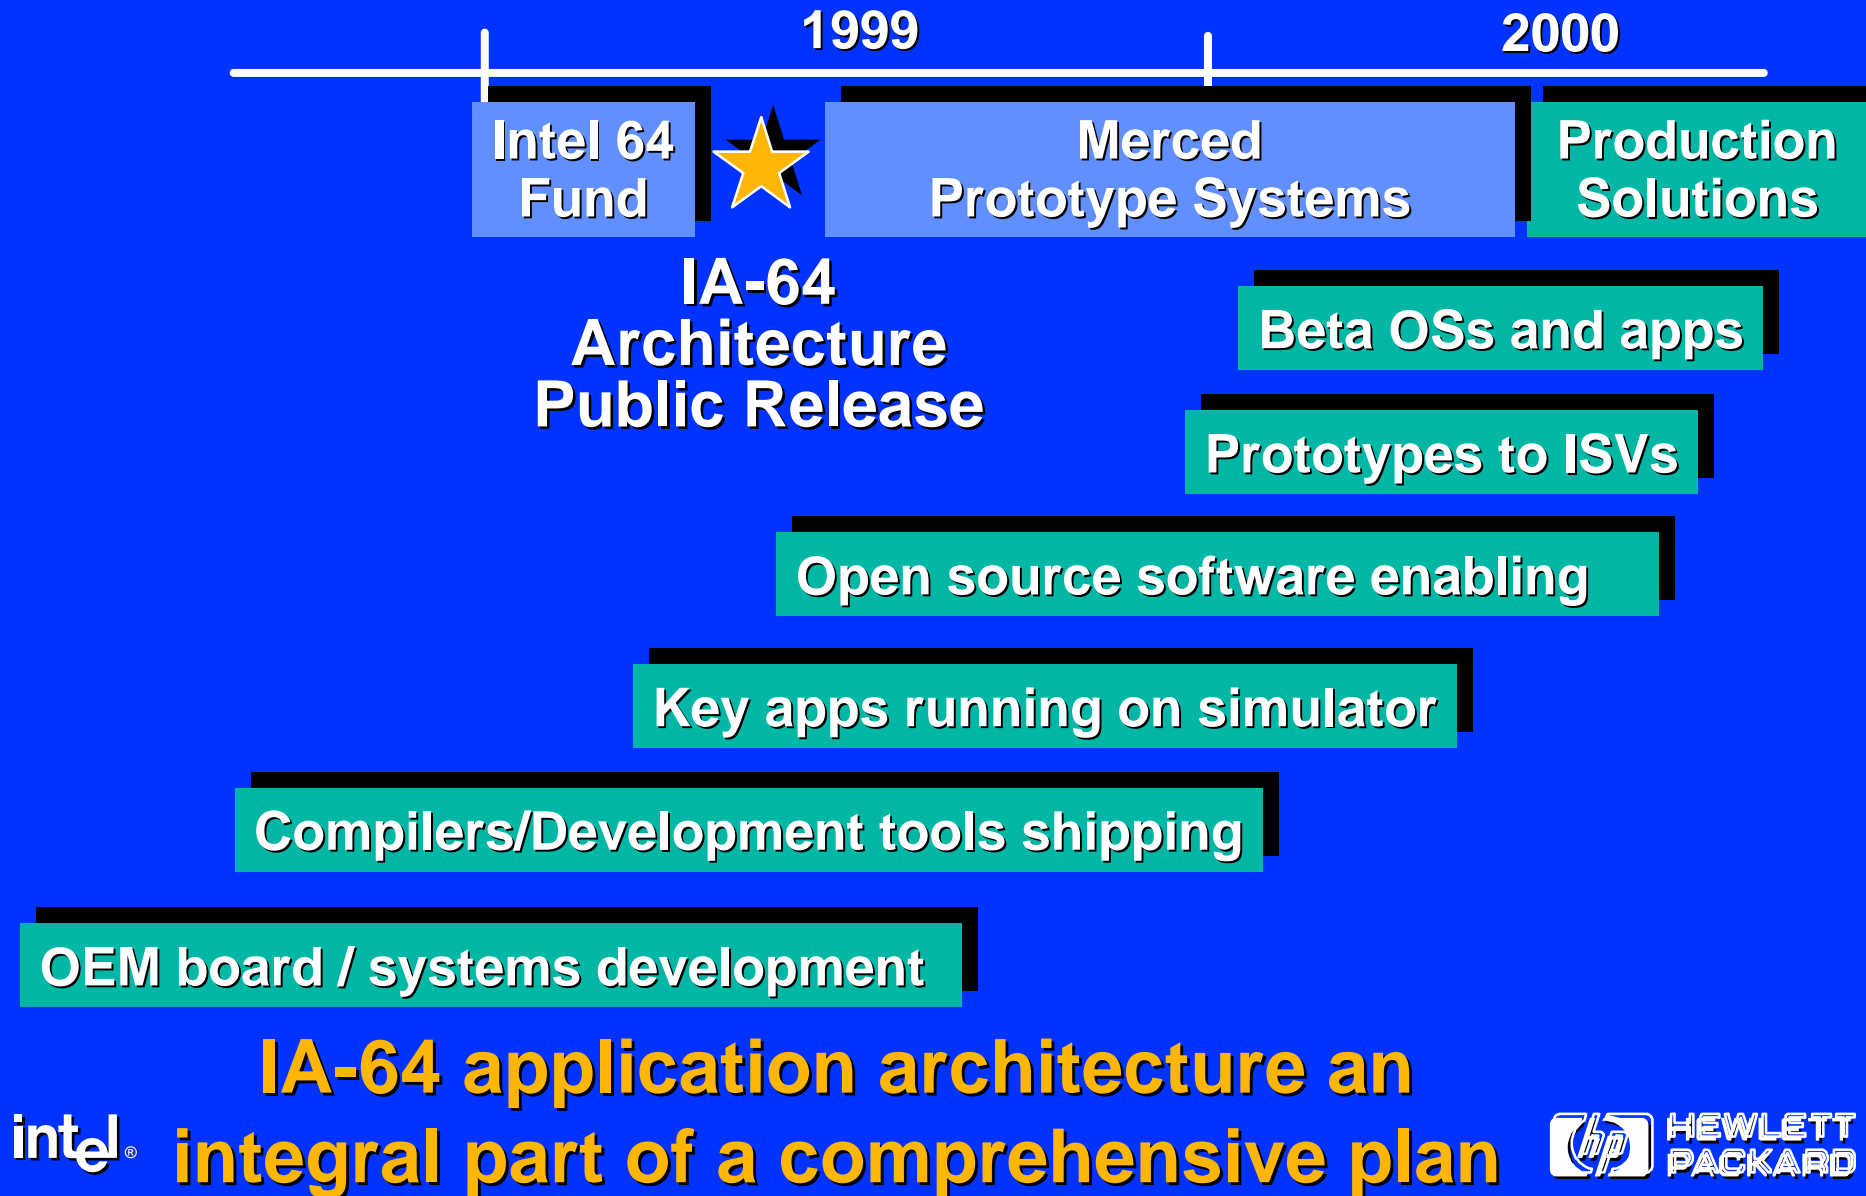 1999
2000
Intel 64
Fund
Merced
Prototype Systems
Production
Solutions
IA-64
Architecture
Public Release
Beta OSs and apps
Prototypes to ISVs
Open source software enabling
Key apps running on simulator
Compilers/Development tools shipping
OEM board / systems development
IA-64 application architecture an
integral part of a comprehensive plan
intel®
hp HEWLETT
PACKARD